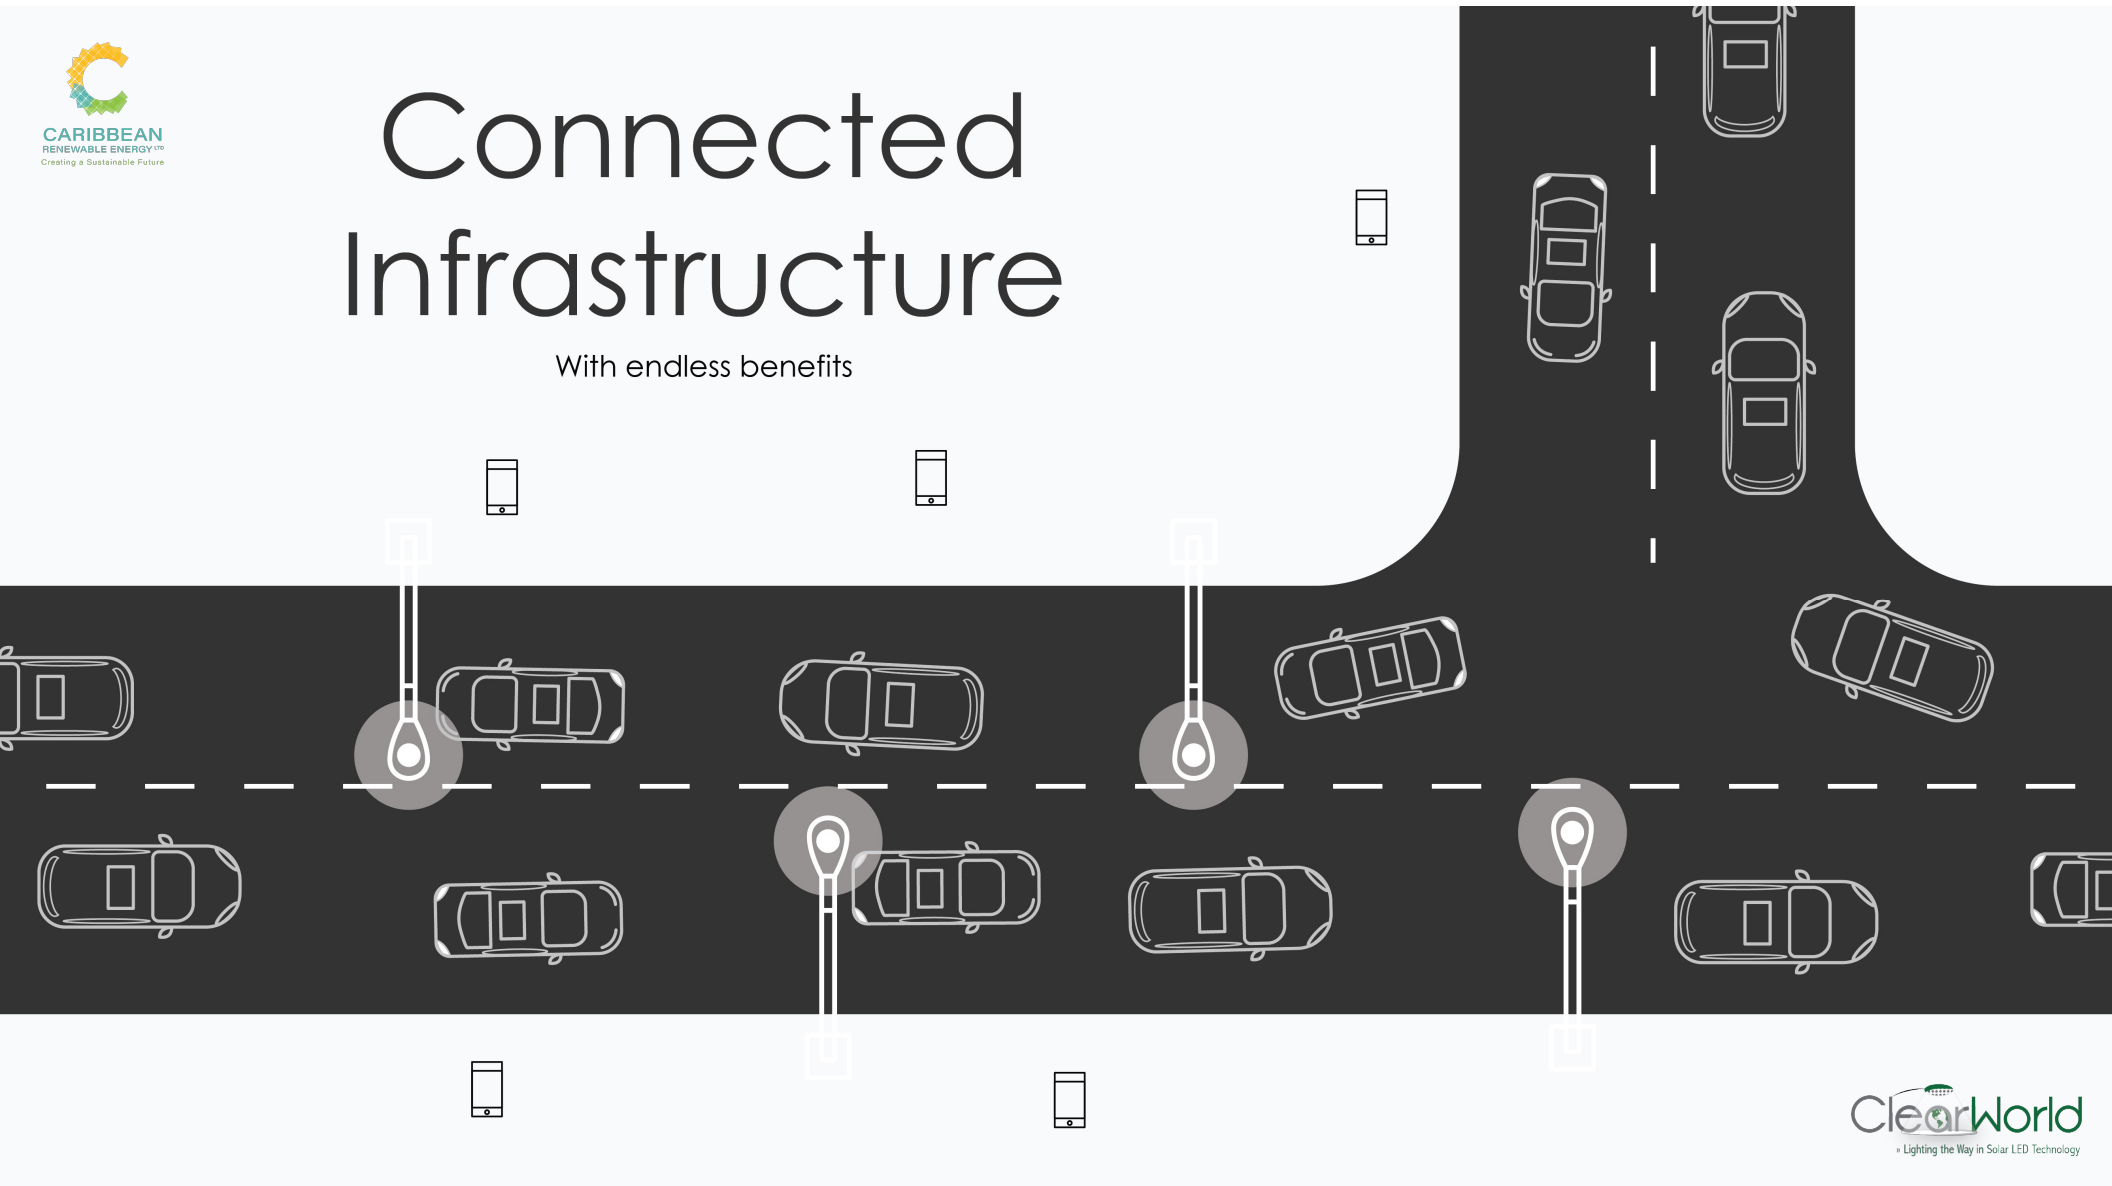 CARIBBEAN
RENEWABLE ENERGY LTD
Creating a Sustainable Future
Connected
Infrastructure
With endless benefits
ClearWorld
» Lighting the Way in Solar LED Technology